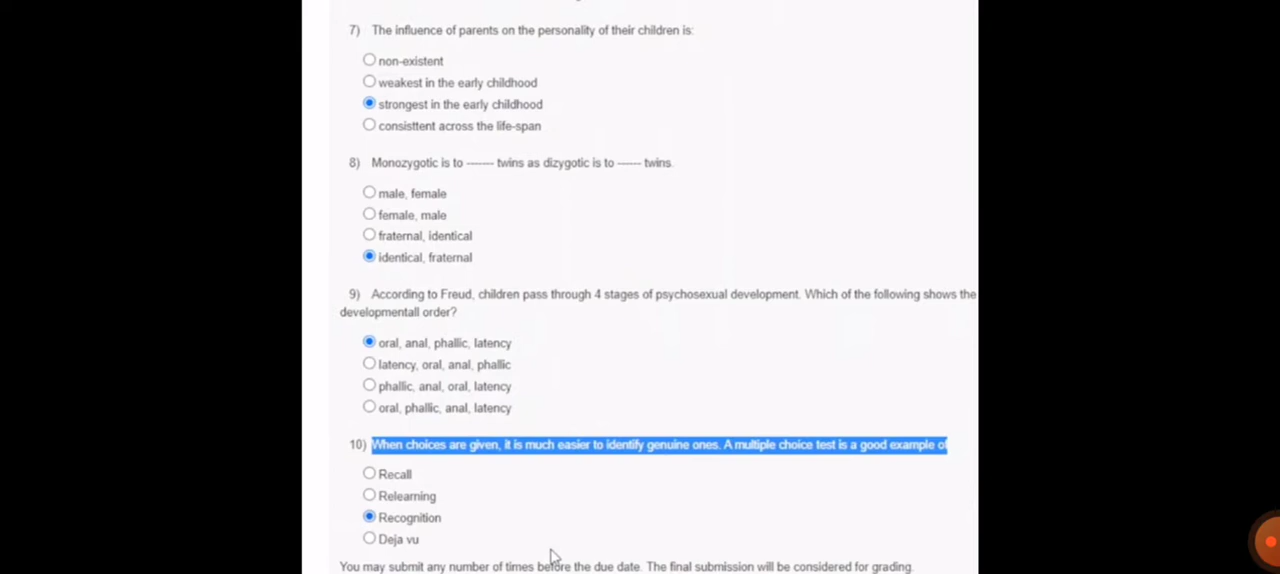 7) The influence of parents on the personality of their children is:
non-existent
weakest in the early childhood
strongest in the early childhood
consisttent across the life-span
8) Monozygotic is to ------- twins as dizygotic is to ------ twins.
male, female
female, male
fraternal, identical
identical, fraternal
9) According to Freud, children pass through 4 stages of psychosexual development. Which of the following shows the
developmentall order?
oral, anal, phallic, latency
latency, oral, anal, phallic
phallic, anal, oral, latency
oral, phallic, anal, latency
10) When choices are given, it is much easier to identify genuine ones. A multiple choice test is a good example of
Recall
Relearning
Recognition
Deja vu
You may submit any number of times before the due date. The final submission will be considered for grading.